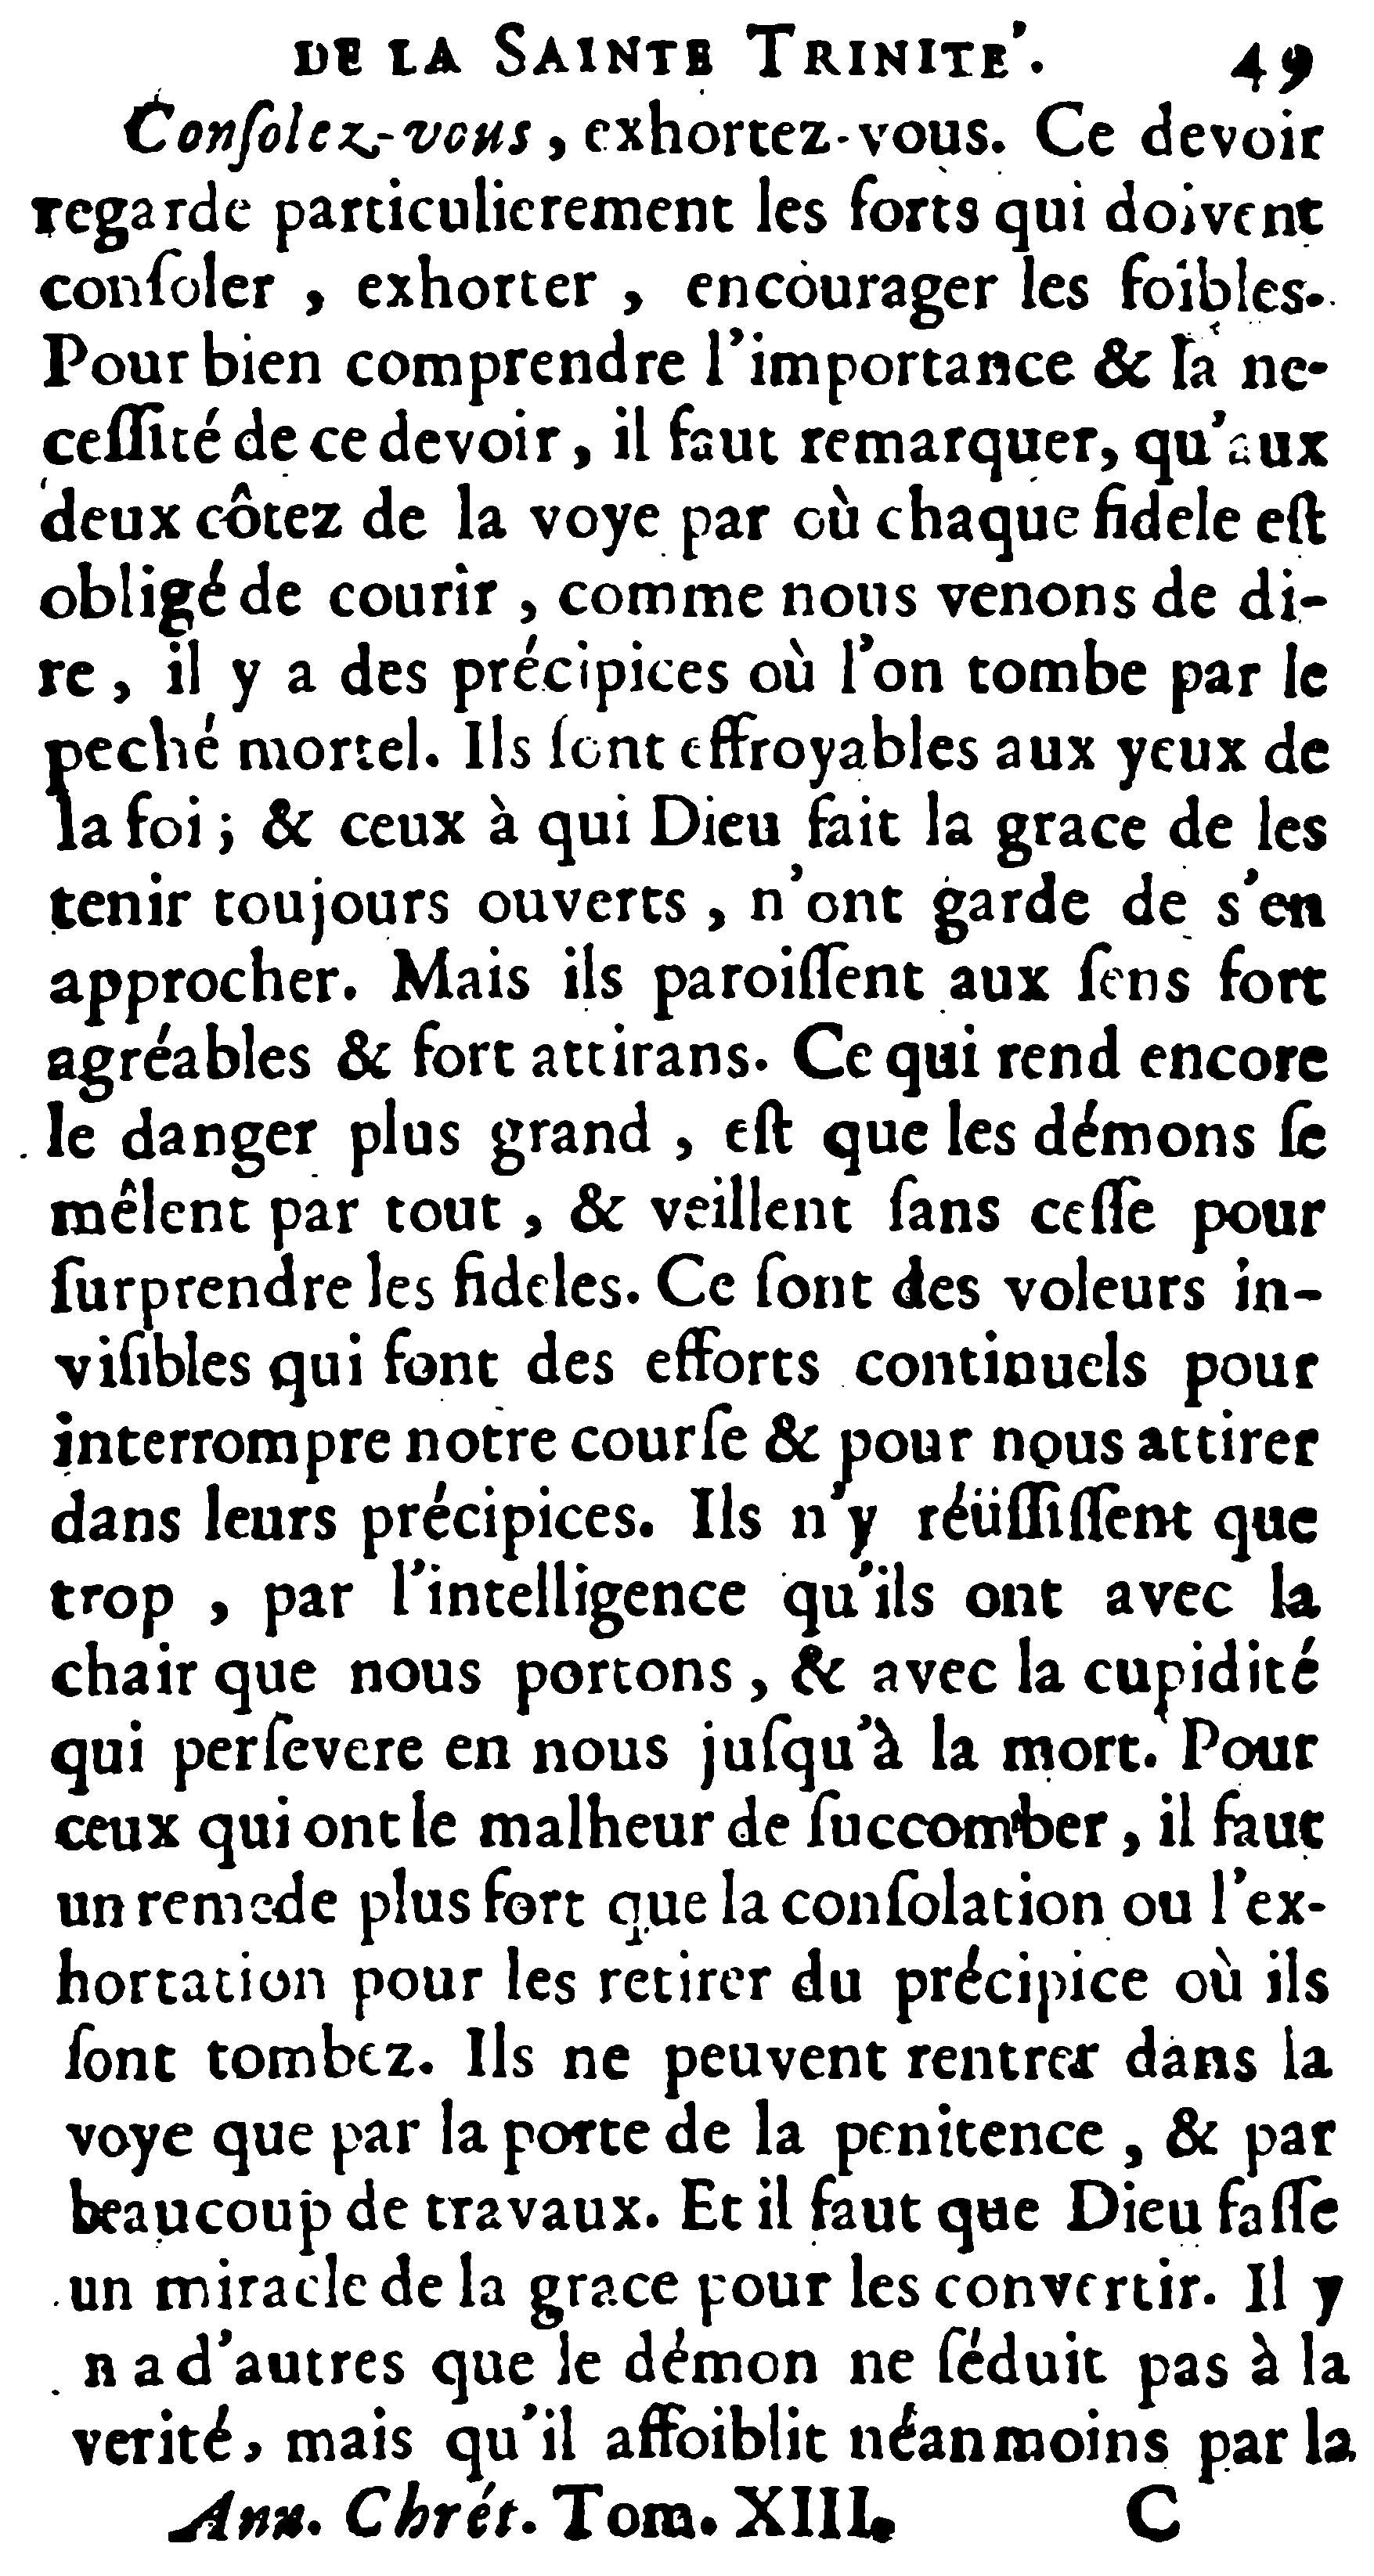 DE LA SAINTE TRINITE'. 49
Conſolez-vous, exhortez-vous. Ce devoir
regarde particulierement les forts qui doivent
conſoler, exhorter, encourager les foibles.
Pour bien comprendre l'importance & la ne-
ceſſité de ce devoir, il faut remarquer, qu'aux
deux côtez de la voye par où chaque fidele eſt
obligé de courir, comme nous venons de di-
re, il y a des précipices où l'on tombe par le
peché mortel. Ils ſont effroyables aux yeux de
la foi; & ceux à qui Dieu fait la grace de les
tenir toujours ouverts, n'ont garde de s'en
approcher. Mais ils paroiſſent aux ſens fort
agréables & fort attirans. Ce qui rend encore
le danger plus grand, eſt que les démons ſe
mêlent par tout, & veillent ſans ceſſe pour
ſurprendre les fideles. Ce ſont des voleurs in-
viſibles qui font des efforts continuels pour
interrompre notre courſe & pour nous attirer
dans leurs précipices. Ils n'y réüſſiſſent que
trop, par l'intelligence qu'ils ont avec la
chair que nous portons, & avec la cupidité
qui perſevere en nous juſqu'à la mort. Pour
ceux qui ont le malheur de ſuccomber, il faut
un remede plus fort que la conſolation ou l'ex-
hortation pour les retirer du précipice où ils
ſont tombez. Ils ne peuvent rentrer dans la
voye que par la porte de la penitence, & par
beaucoup de travaux. Et il faut que Dieu faſſe
un miracle de la grace pour les convertir. Il y
n a d'autres que le démon ne ſéduit pas à la
verité, mais qu'il affoiblit néanmoins par la
Ann. Chrét. Tom. XIII. C